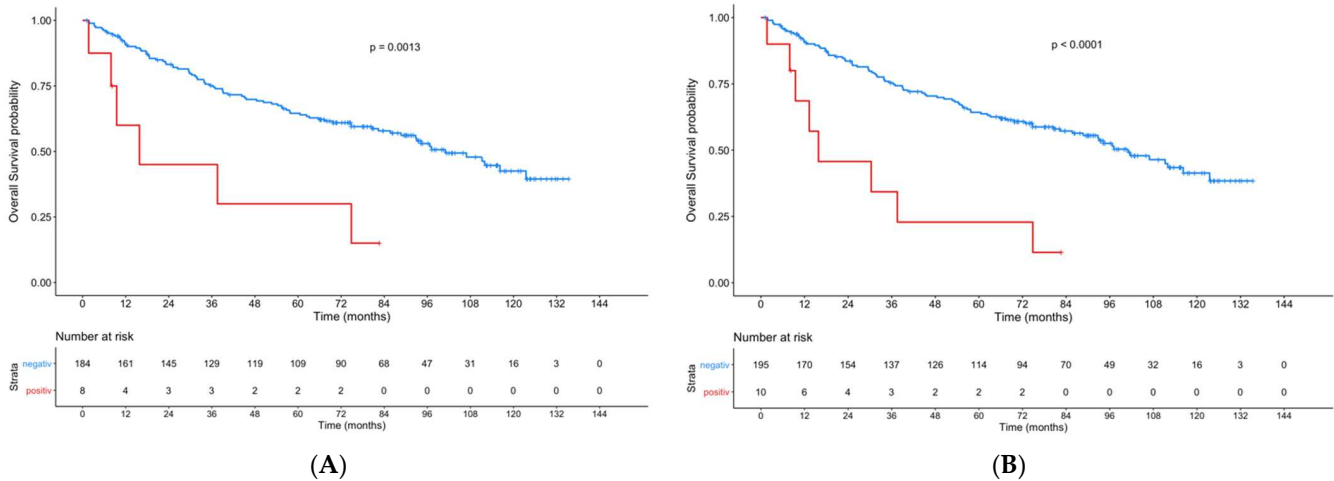 1.00
0.75
0.50
0.25
0.00
Overall Survival probability
p = 0.0013
0 12 24 36 48 60 72 84 96 108 120 132 144
Time (months)
Number at risk
Strata
negativ 184 161 145 129 119 109 90 68 47 31 16 3 0
positiv 8 4 3 3 2 2 2 0 0 0 0 0 0
0 12 24 36 48 60 72 84 96 108 120 132 144
Time (months)
(A)
1.00
0.75
0.50
0.25
0.00
Overall Survival probability
p < 0.0001
0 12 24 36 48 60 72 84 96 108 120 132 144
Time (months)
Number at risk
Strata
negativ 195 170 154 137 126 114 94 70 49 32 16 3 0
positiv 10 6 4 3 2 2 2 0 0 0 0 0 0
0 12 24 36 48 60 72 84 96 108 120 132 144
Time (months)
(B)